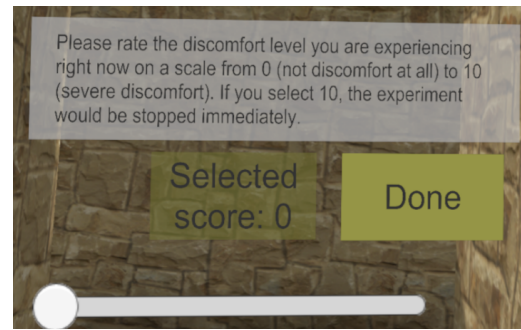 Please rate the discomfort level you are experiencing
right now on a scale from 0 (not discomfort at all) to 10
(severe discomfort). If you select 10, the experiment
would be stopped immediately.
Selected
score: 0
Done